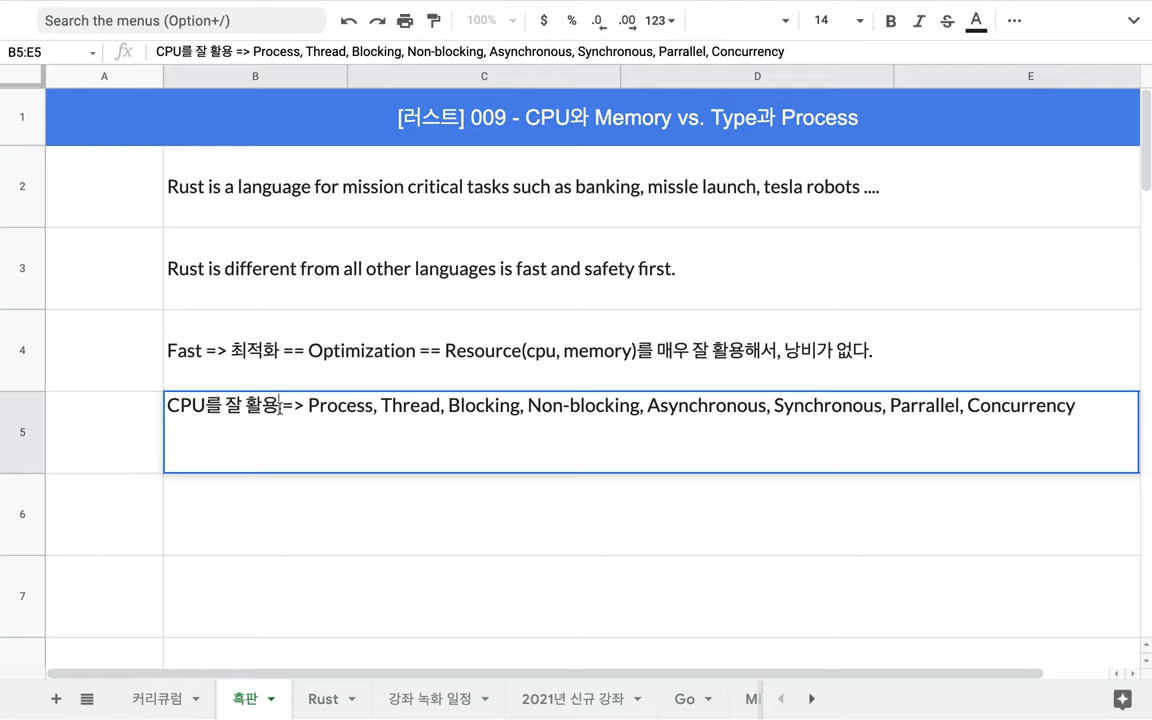 Search the menus (Option+/)
100%
$ % .0 .00 123
14
B I S A
B5:E5
fx CPU를 잘 활용 => Process, Thread, Blocking, Non-blocking, Asynchronous, Synchronous, Parrallel, Concurrency
A B C D E
1 [러스트] 009 - CPU와 Memory vs. Type과 Process
2 Rust is a language for mission critical tasks such as banking, missle launch, tesla robots ....
3 Rust is different from all other languages is fast and safety first.
4 Fast => 최적화 == Optimization == Resource(cpu, memory)를 매우 잘 활용해서, 낭비가 없다.
5 CPU를 잘 활용 => Process, Thread, Blocking, Non-blocking, Asynchronous, Synchronous, Parrallel, Concurrency
6
7
커리큘럼 흑판 Rust 강좌 녹화 일정 2021년 신규 강좌 Go